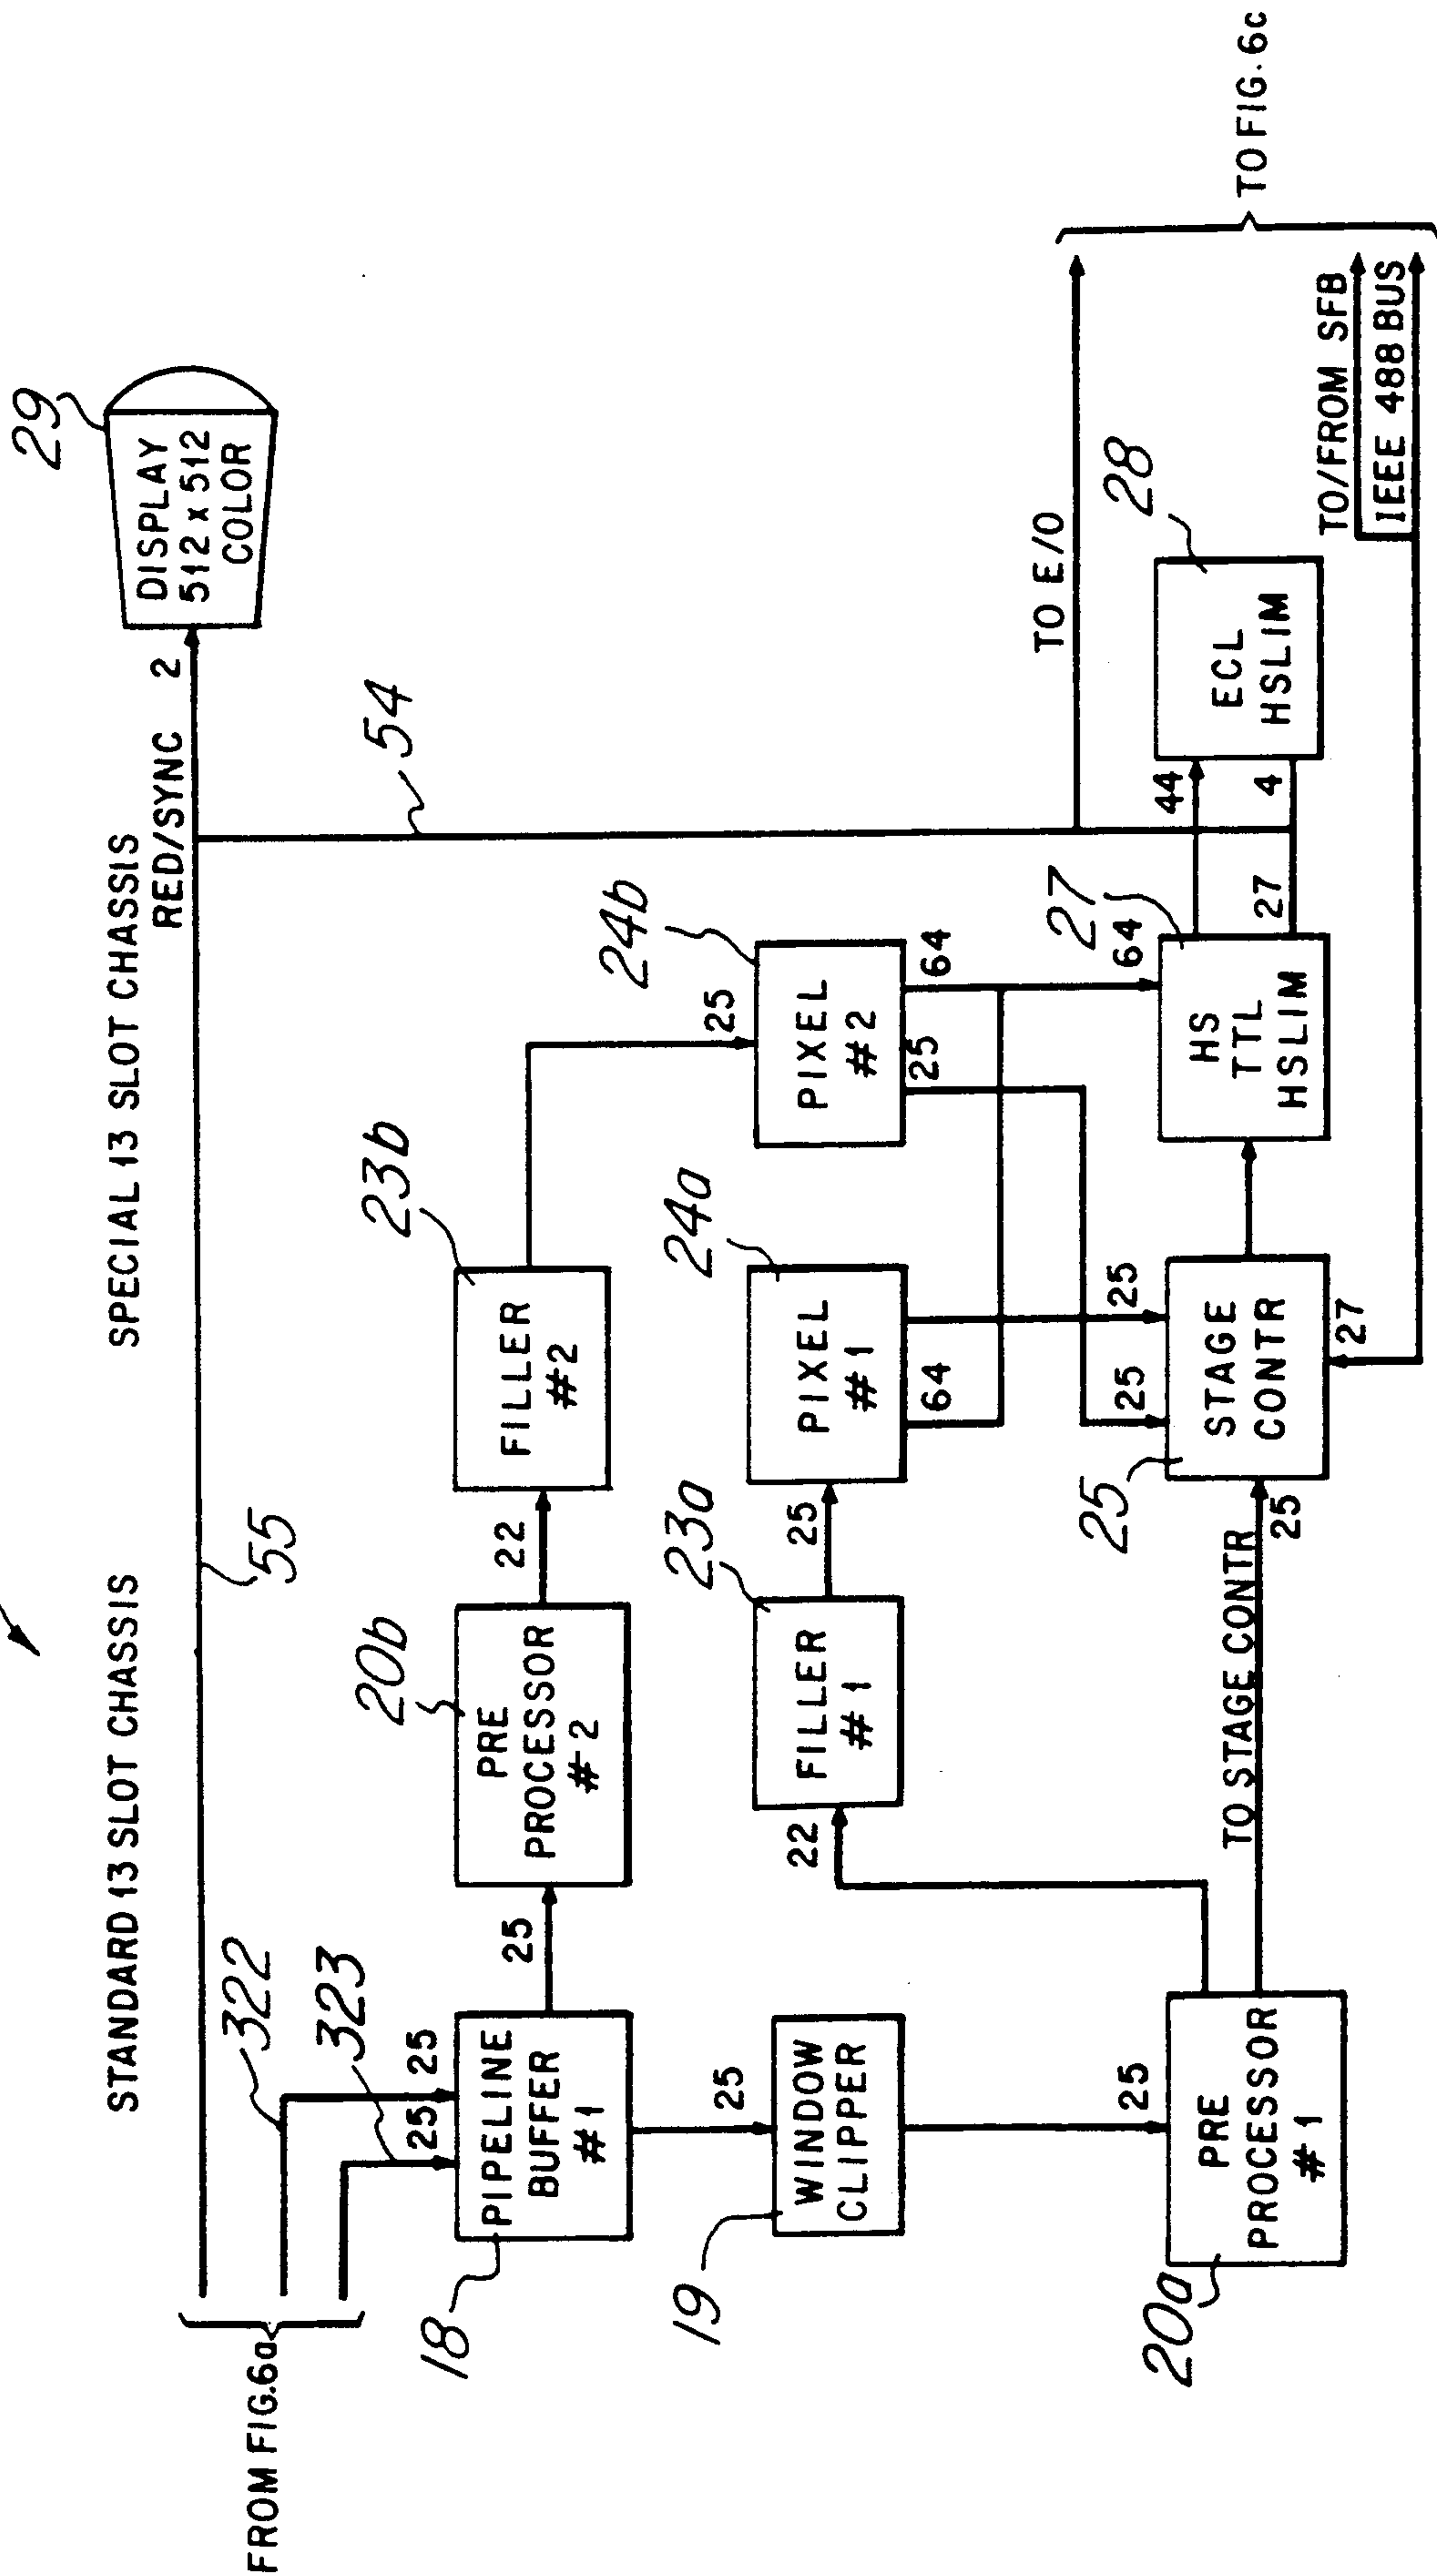 STANDARD 13 SLOT CHASSIS
SPECIAL 13 SLOT CHASSIS
FROM FIG.6a
322
323
55
RED/SYNC 2
29
DISPLAY
512 x 512
COLOR
54
25
25
18
PIPELINE
BUFFER
#1
25
20b
PRE
PROCESSOR
#2
22
23b
FILLER
#2
25
19
WINDOW
CLIPPER
25
22
23a
FILLER
#1
25
24a
PIXEL
#1
64
25
24b
PIXEL
#2
25
64
25
20a
PRE
PROCESSOR
#1
TO STAGE CONTR
25
25
25
25
STAGE
CONTR
27
64
27
HS
TTL
HSLIM
44
27
4
28
ECL
HSLIM
TO E/O
TO/FROM SFB
IEEE 488 BUS
TO FIG. 6c